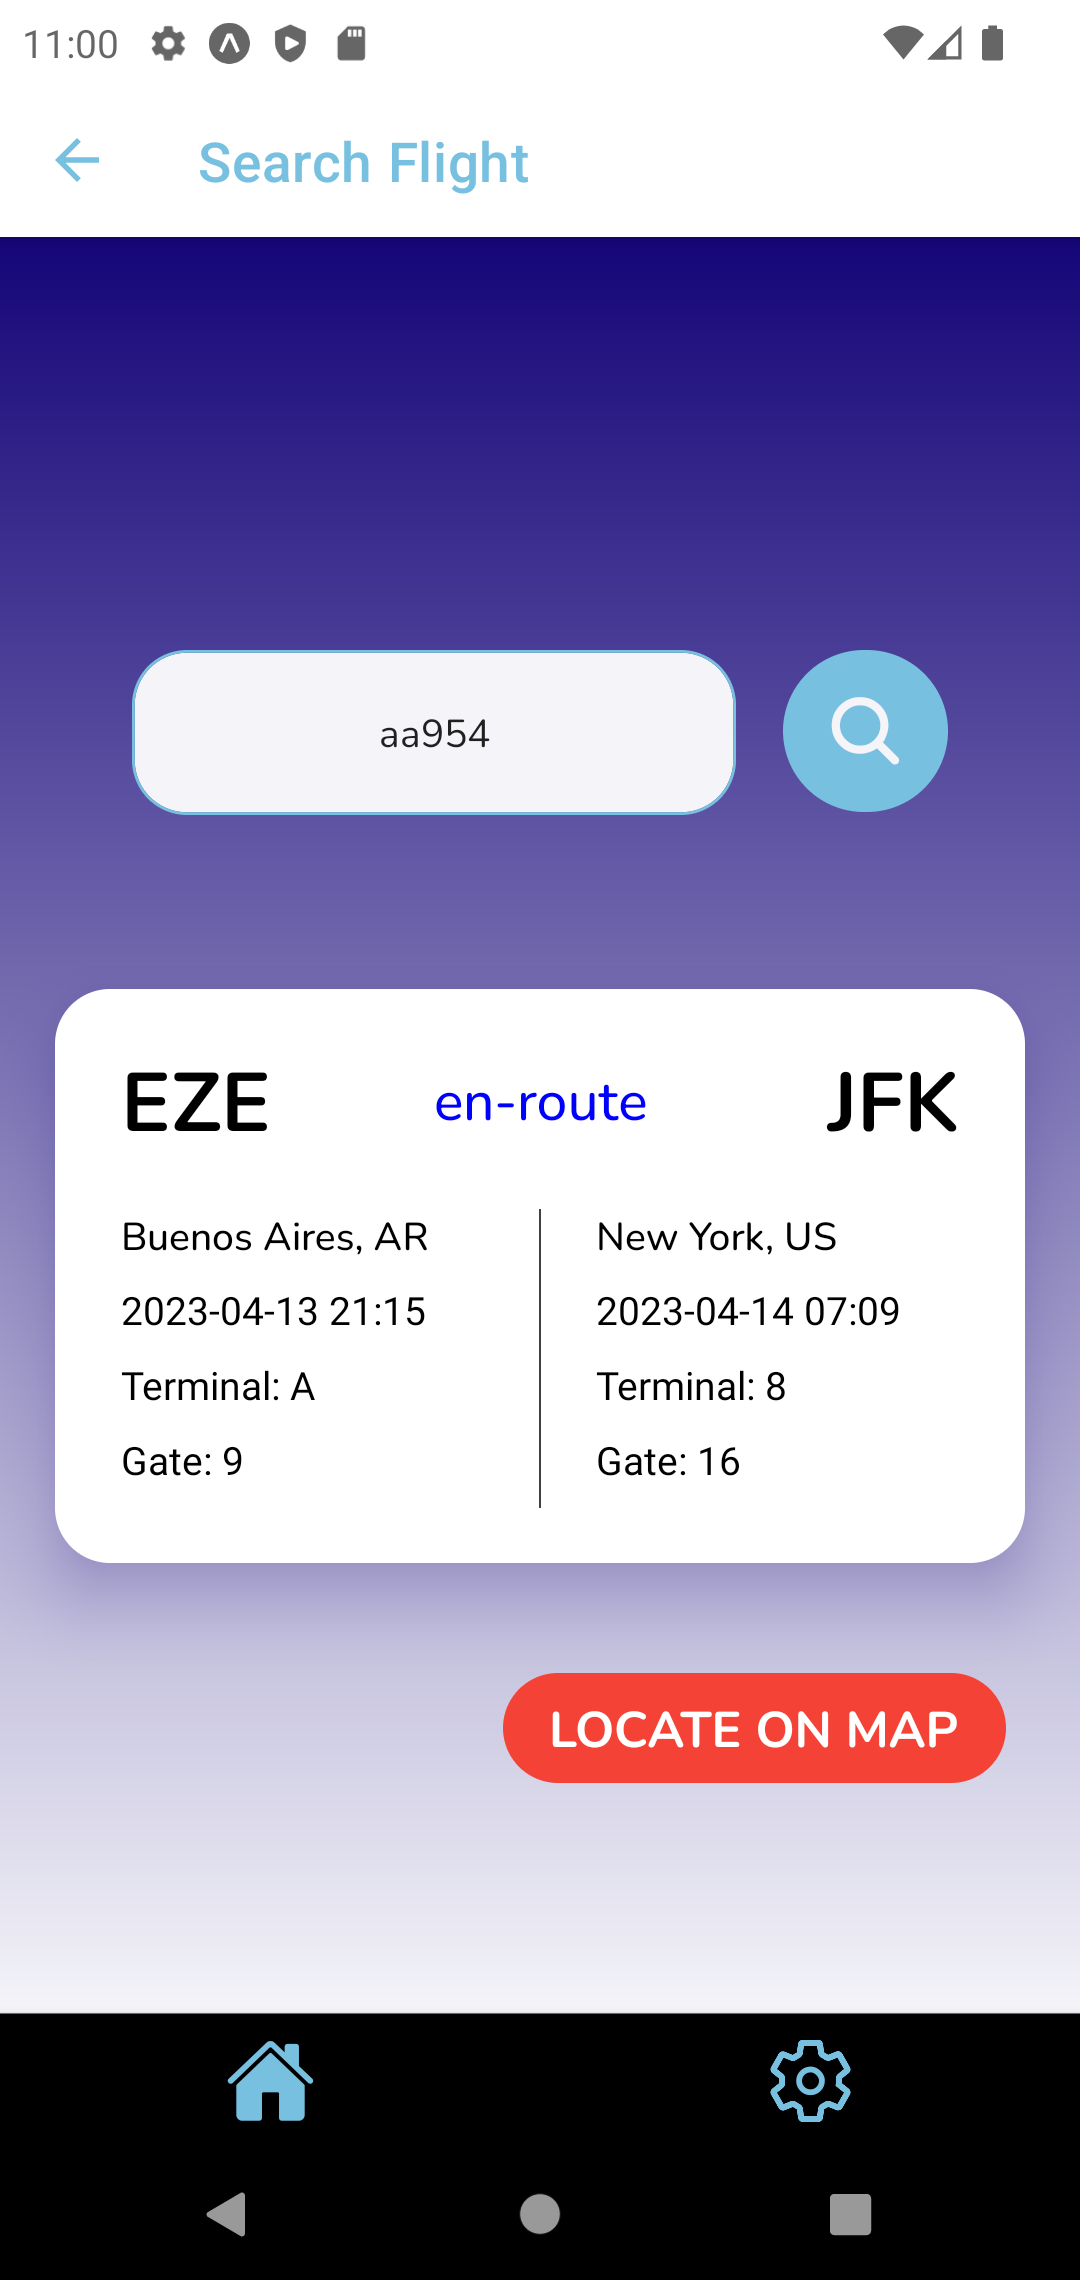 11:00
Search Flight
aa954
EZE en-route JFK
Buenos Aires, AR
2023-04-13 21:15
Terminal: A
Gate: 9
New York, US
2023-04-14 07:09
Terminal: 8
Gate: 16
LOCATE ON MAP